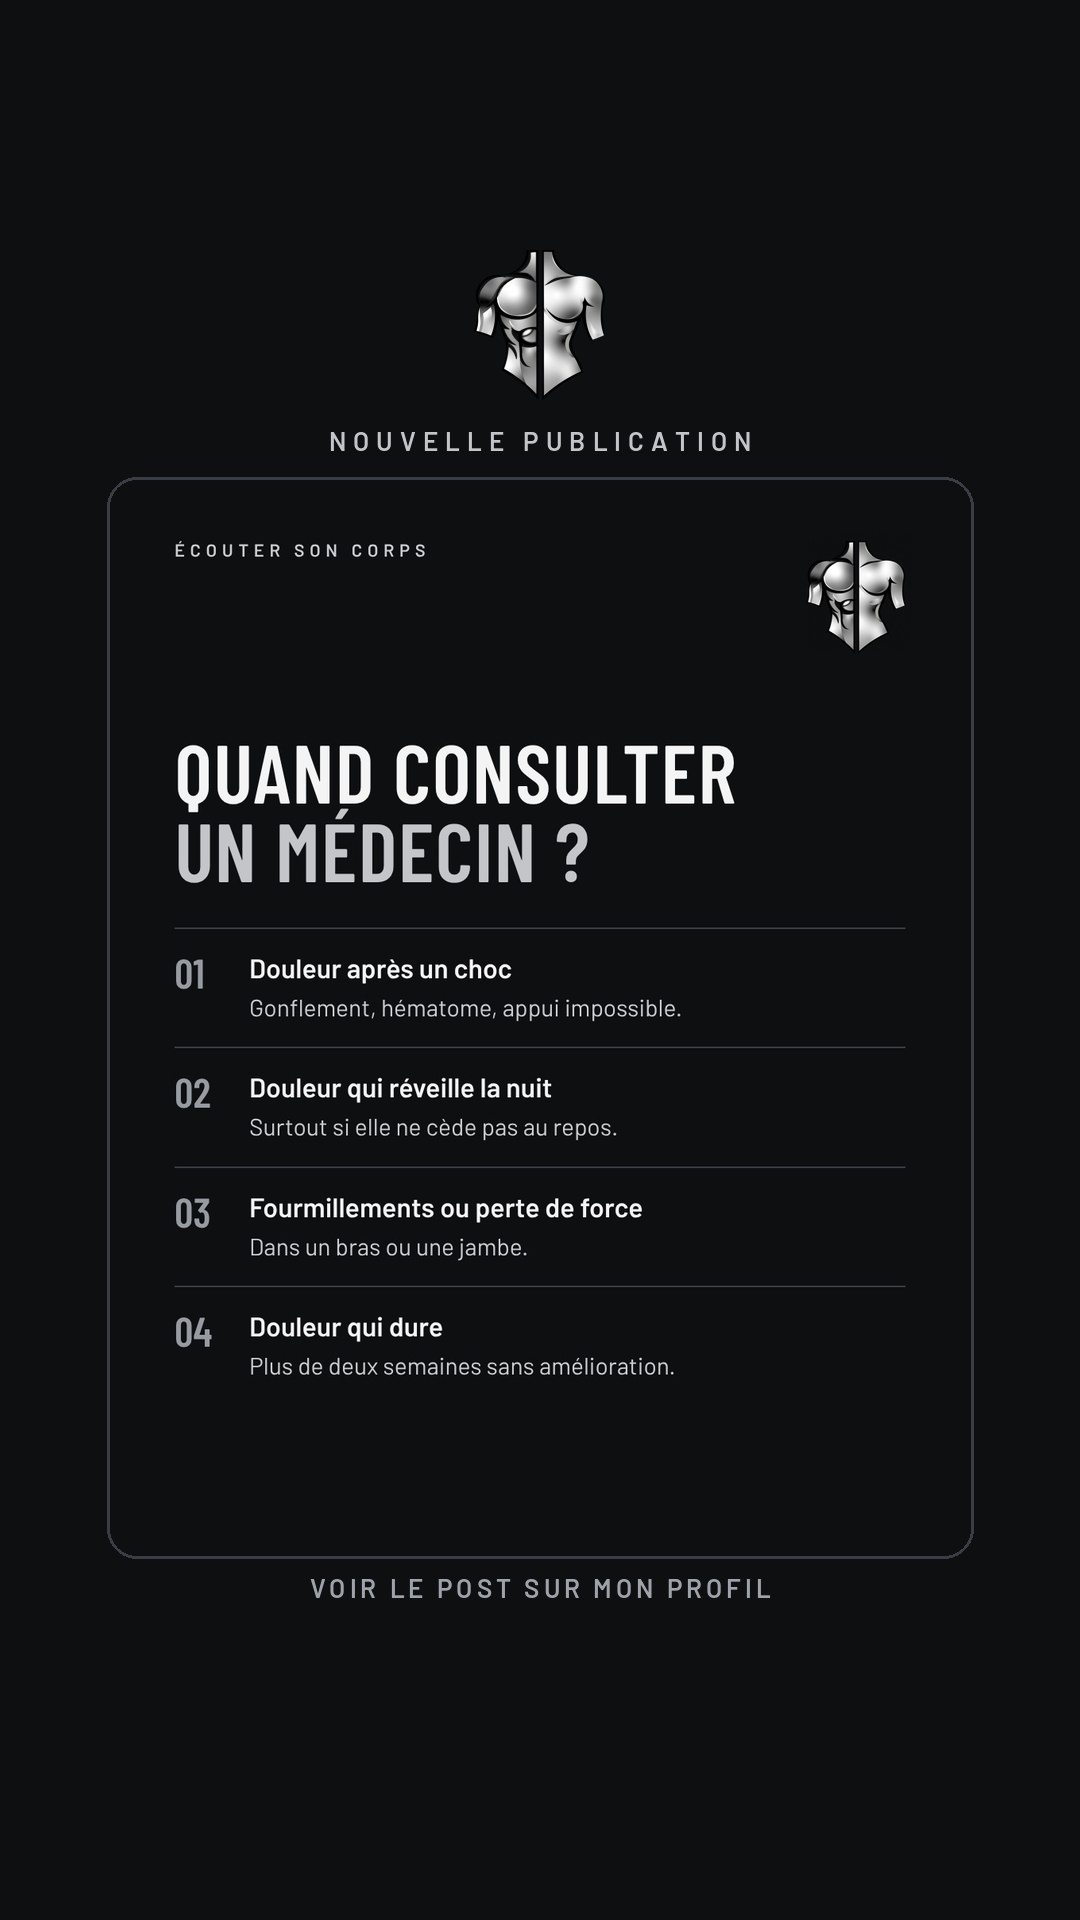 NOUVELLE PUBLICATION
ÉCOUTER SON CORPS
QUAND CONSULTER
UN MÉDECIN ?
01
Douleur après un choc
Gonflement, hématome, appui impossible.
02
Douleur qui réveille la nuit
Surtout si elle ne cède pas au repos.
03
Fourmillements ou perte de force
Dans un bras ou une jambe.
04
Douleur qui dure
Plus de deux semaines sans amélioration.
VOIR LE POST SUR MON PROFIL